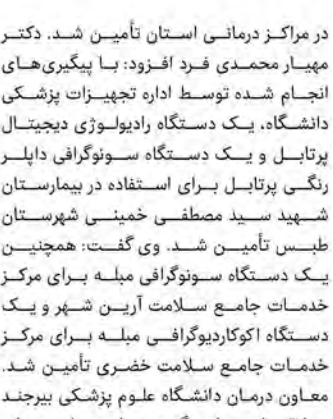 در مراکز درمانی استان تأمین شد. دکتر
مهیار محمدی فرد افزود: با پیگیری‌های
انجام شده توسط اداره تجهیزات پزشکی
دانشگاه، یک دستگاه رادیولوژی دیجیتال
پرتابل و یک دستگاه سونوگرافی داپلر
رنگی پرتابل برای استفاده در بیمارستان
شهید سید مصطفی خمینی شهرستان
طبس تأمین شد. وی گفت: همچنین
یک دستگاه سونوگرافی مبله برای مرکز
خدمات جامع سلامت آرین شهر و یک
دستگاه اکوکاردیوگرافی مبله برای مرکز
خدمات جامع سلامت خضری تأمین شد.
معاون درمان دانشگاه علوم پزشکی بیرجند